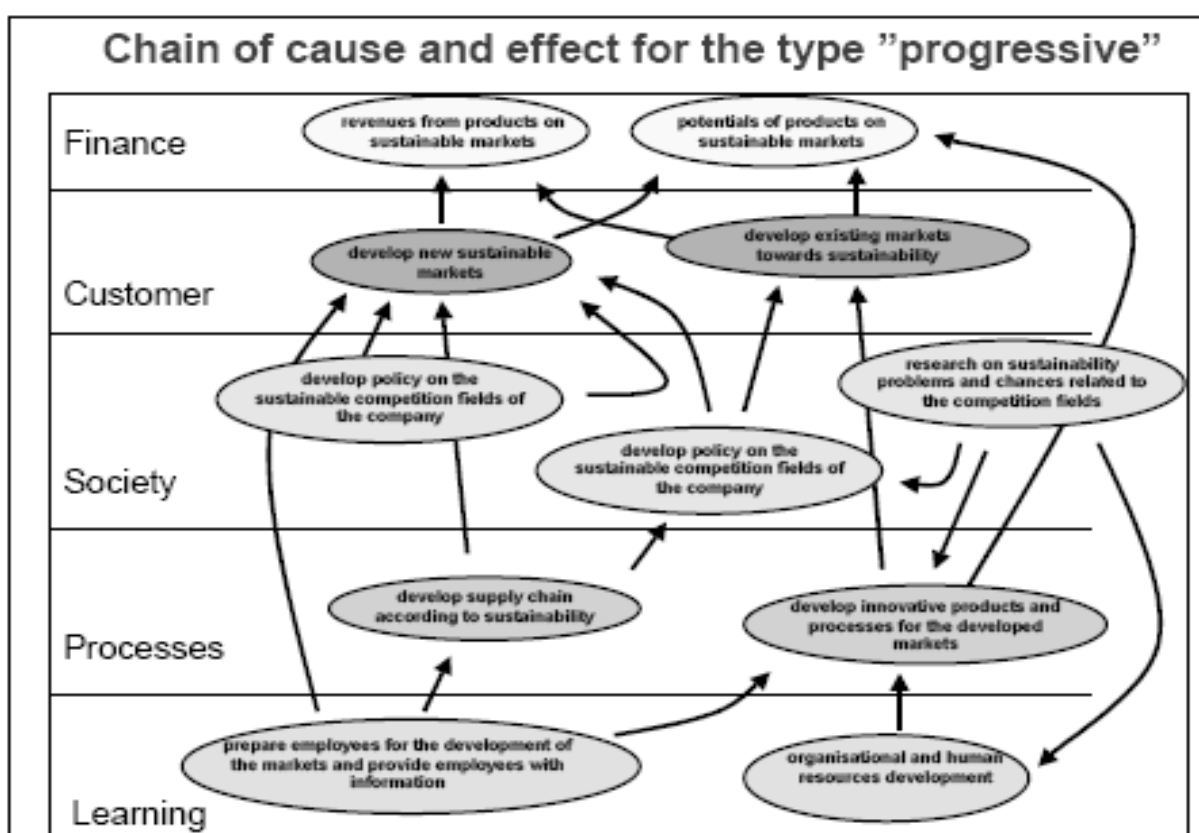 Chain of cause and effect for the type ”progressive”
Finance
revenues from products on
sustainable markets
potentials of products on
sustainable markets
Customer
develop new sustainable
markets
develop existing markets
towards sustainability
Society
develop policy on the
sustainable competition fields of
the company
research on sustainability
problems and chances related to
the competition fields
develop policy on the
sustainable competition fields of
the company
Processes
develop supply chain
according to sustainability
develop innovative products and
processes for the developed
markets
Learning
prepare employees for the development of
the markets and provide employees with
information
organisational and human
resources development